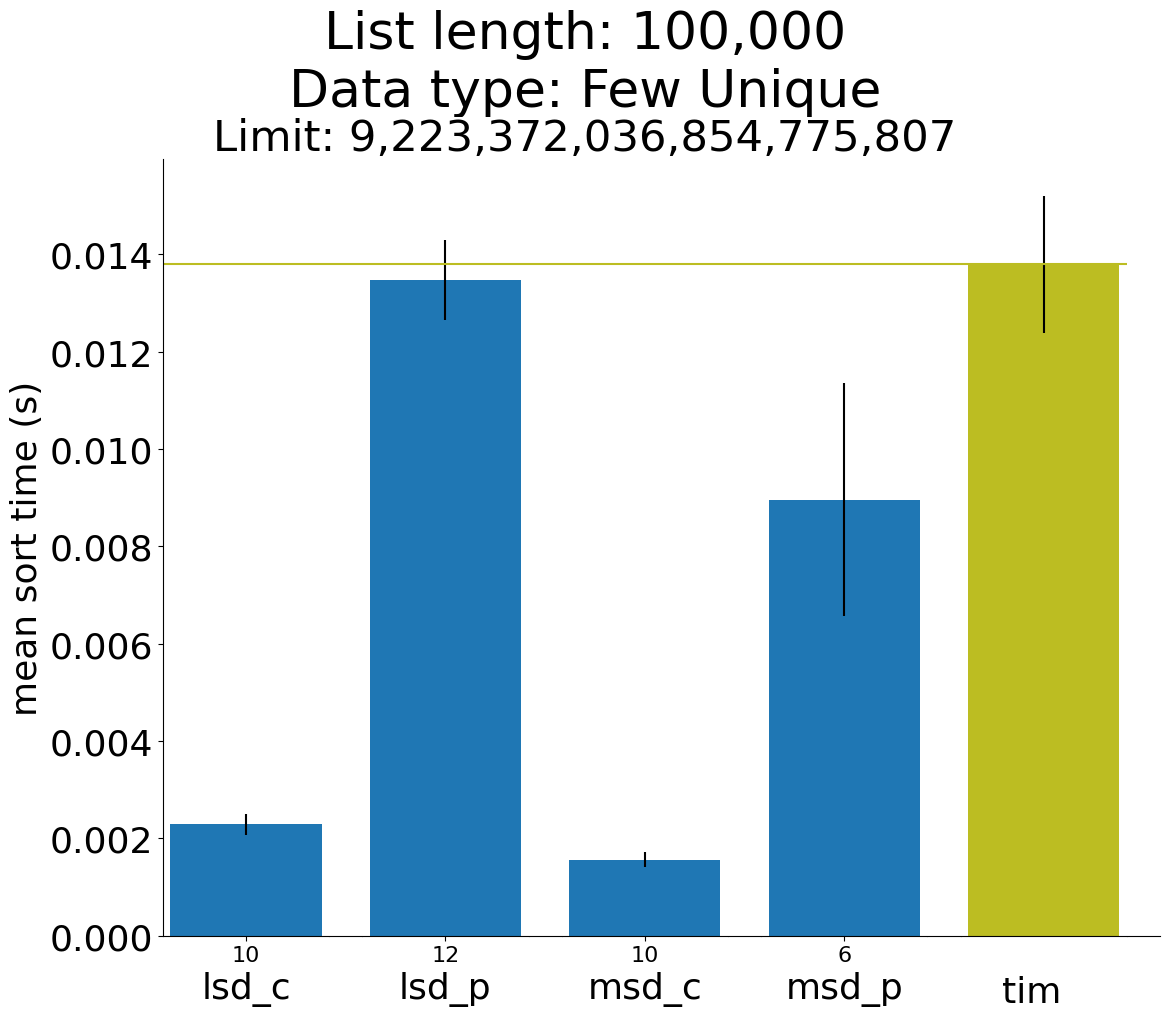 List length: 100,000
Data type: Few Unique
Limit: 9,223,372,036,854,775,807
mean sort time (s)
0.014
0.012
0.010
0.008
0.006
0.004
0.002
0.000
10 12 10 6
lsd_c lsd_p msd_c msd_p tim